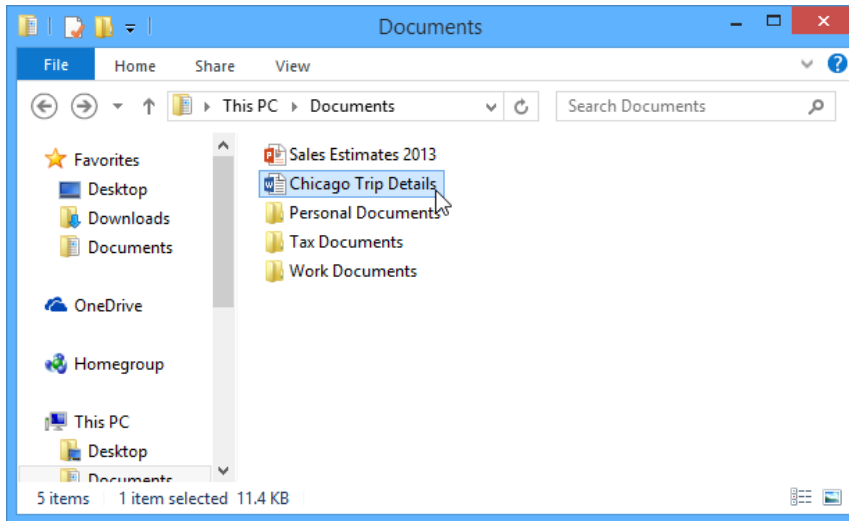 Documents
File Home Share View
This PC Documents Search Documents
Favorites
Desktop
Downloads
Documents
OneDrive
Homegroup
This PC
Desktop
Documents
Sales Estimates 2013
Chicago Trip Details
Personal Documents
Tax Documents
Work Documents
5 items 1 item selected 11.4 KB